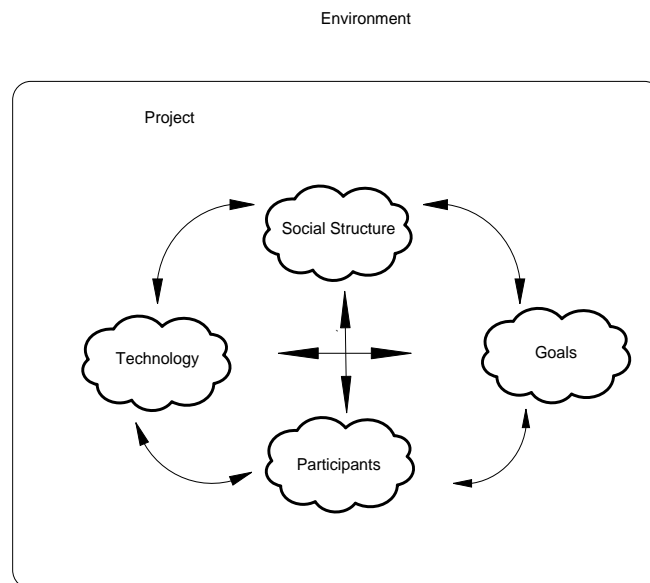 Environment
Project
Social Structure
Technology
Goals
Participants